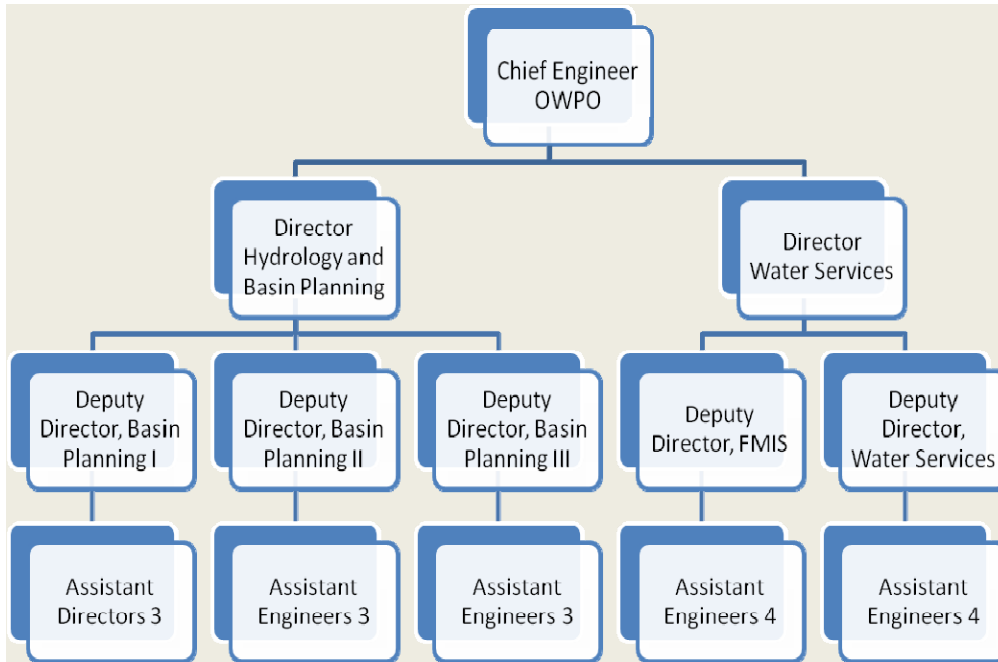 Chief Engineer
OWPO
Director
Hydrology and
Basin Planning
Director
Water Services
Deputy
Director, Basin
Planning I
Deputy
Director, Basin
Planning II
Deputy
Director, Basin
Planning III
Deputy
Director, FMIS
Deputy
Director,
Water Services
Assistant
Directors 3
Assistant
Engineers 3
Assistant
Engineers 3
Assistant
Engineers 4
Assistant
Engineers 4